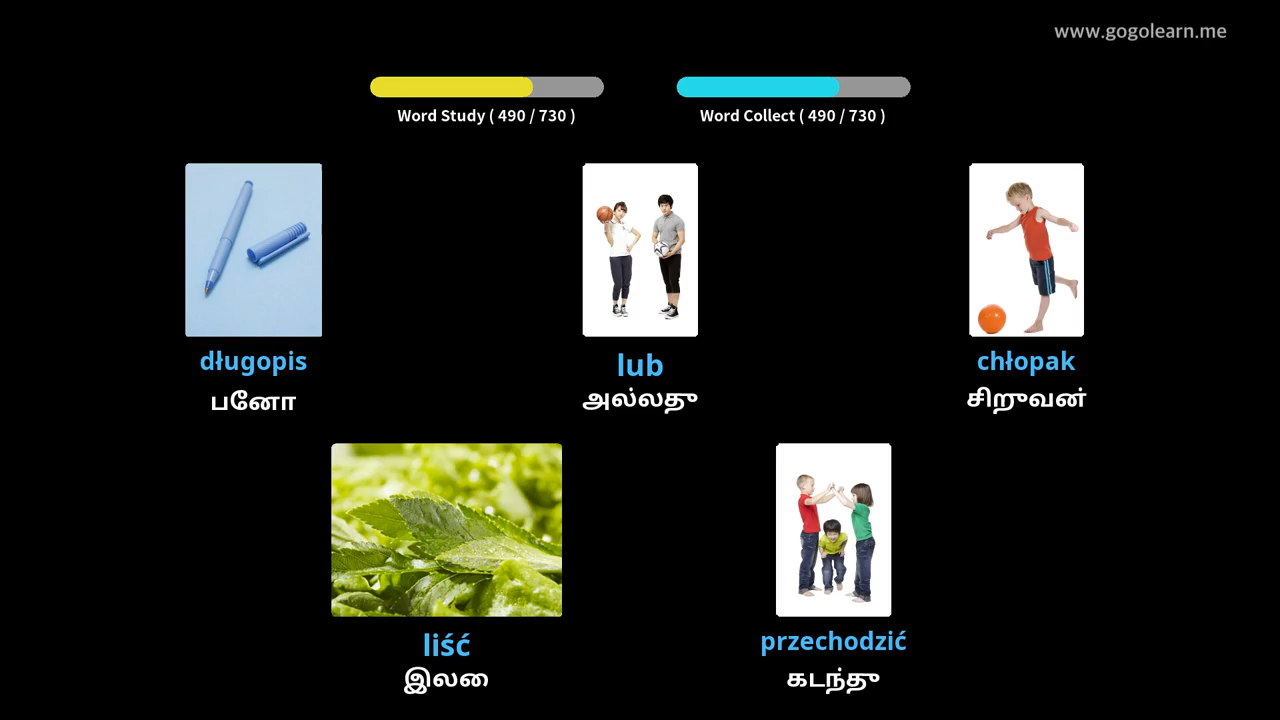 www.gogolearn.me
Word Study ( 490 / 730 )
Word Collect ( 490 / 730 )
długopis
பனோ
lub
அல்லது
chłopak
சிறுவன்
liść
இலை
przechodzić
கடந்து